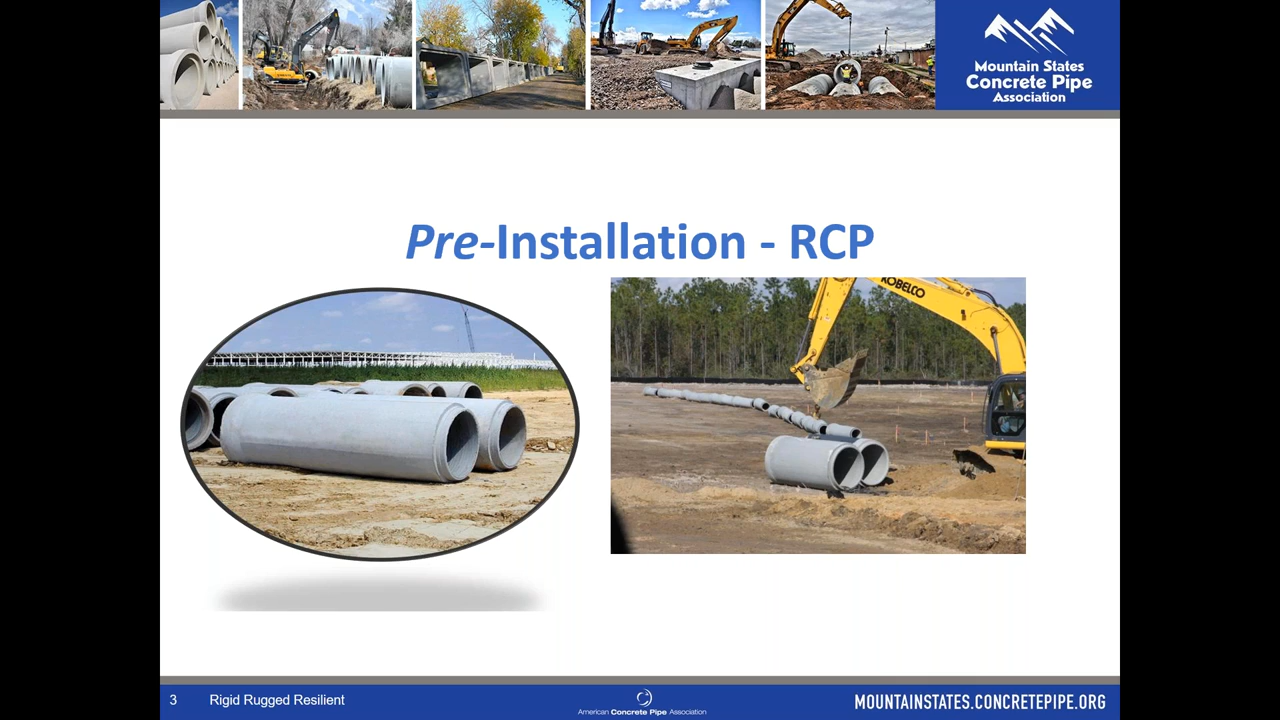 Mountain States
Concrete Pipe
Association
Pre-Installation - RCP
KOBELCO
3
Rigid Rugged Resilient
American Concrete Pipe Association
MOUNTAINSTATES.CONCRETEPIPE.ORG